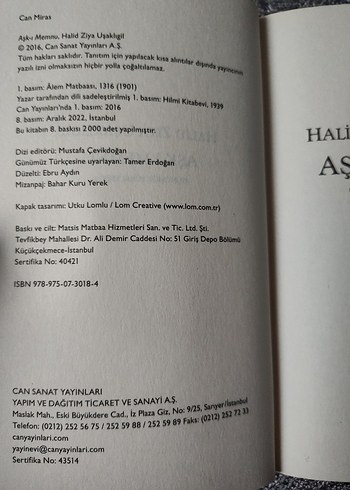 Can Miras
Aşk-ı Memnu, Halid Ziya Uşaklıgil
© 2016, Can Sanat Yayınları A.Ş.
Tüm hakları saklıdır. Tanıtım için yapılacak kısa alıntılar dışında yayıncının
yazılı izni olmaksızın hiçbir yolla çoğaltılamaz.
1. basım: Âlem Matbaası, 1316 (1901)
Yazar tarafından dili sadeleştirilmiş 1. basım: Hilmi Kitabevi, 1939
Can Yayınları'nda 1. basım: 2016
8. basım: Aralık 2022, İstanbul
Bu kitabın 8. baskısı 2 000 adet yapılmıştır.
Dizi editörü: Mustafa Çevikdoğan
Günümüz Türkçesine uyarlayan: Tamer Erdoğan
Düzelti: Ebru Aydın
Mizanpaj: Bahar Kuru Yerek
Kapak tasarımı: Utku Lomlu / Lom Creative (www.lom.com.tr)
Baskı ve cilt: Matsis Matbaa Hizmetleri San. ve Tic. Ltd. Şti.
Tevfikbey Mahallesi Dr. Ali Demir Caddesi No: 51 Giriş Depo Bölümü
Küçükçekmece-İstanbul
Sertifika No: 40421
ISBN 978-975-07-3018-4
CAN SANAT YAYINLARI
YAPIM VE DAĞITIM TİCARET VE SANAYİ A.Ş.
Maslak Mah., Eski Büyükdere Cad., İz Plaza Giz, No: 9/25, Sarıyer/İstanbul
Telefon: (0212) 252 56 75 / 252 59 88 / 252 59 89 Faks: (0212) 252 72 33
canyayinlari.com
yayinevi@canyayinlari.com
Sertifika No: 43514
HALİ
AŞ